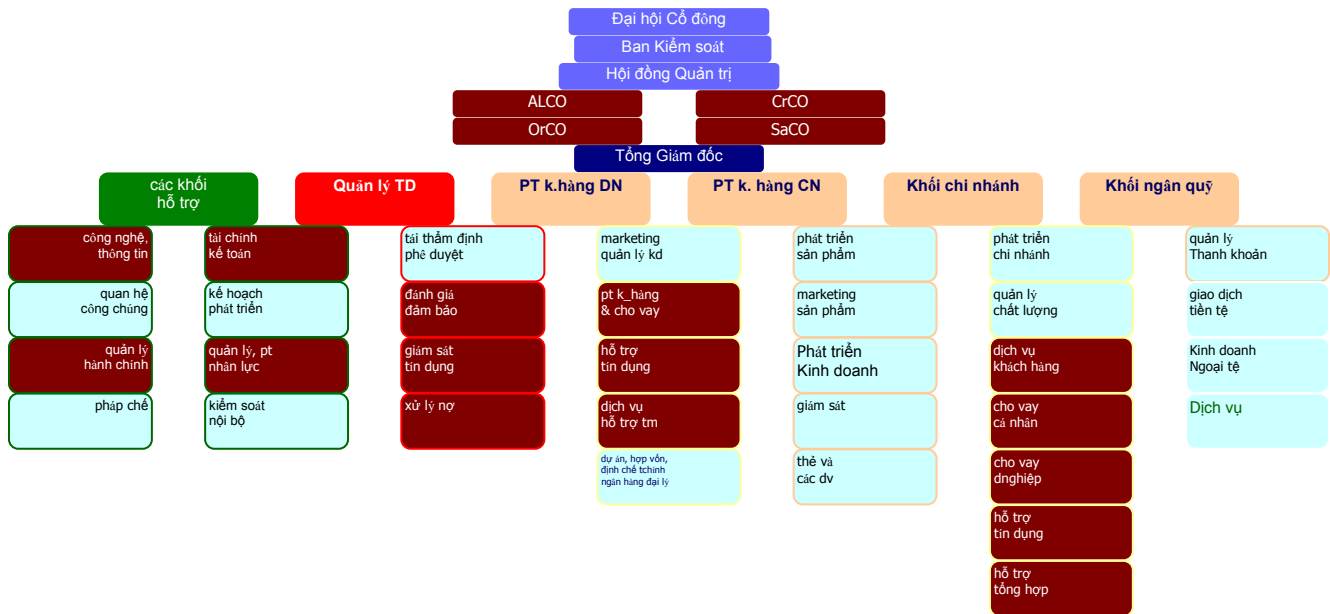 Đại hội Cổ đông
Ban Kiểm soát
Hội đồng Quản trị
ALCO
CrCO
OrCO
SaCO
Tổng Giám đốc
các khối
hỗ trợ
Quản lý TD
PT k.hàng DN
PT k. hàng CN
Khối chi nhánh
Khối ngân quỹ
công nghệ,
thông tin
quan hệ
công chúng
quản lý
hành chính
pháp chế
tài chính
kế toán
kế hoạch
phát triển
quản lý, pt
nhân lực
kiểm soát
nội bộ
tái thẩm định
phê duyệt
đánh giá
đảm bảo
giám sát
tín dụng
xử lý nợ
marketing
quản lý kd
pt k_hàng
& cho vay
hỗ trợ
tín dụng
dịch vụ
hỗ trợ tm
dự án, hợp vốn,
định chế tchính
ngân hàng đại lý
phát triển
sản phẩm
marketing
sản phẩm
Phát triển
Kinh doanh
giám sát
thẻ và
các dv
phát triển
chi nhánh
quản lý
chất lượng
dịch vụ
khách hàng
cho vay
cá nhân
cho vay
dnghiệp
hỗ trợ
tín dụng
hỗ trợ
tổng hợp
quản lý
Thanh khoản
giao dịch
tiền tệ
Kinh doanh
Ngoại tệ
Dịch vụ